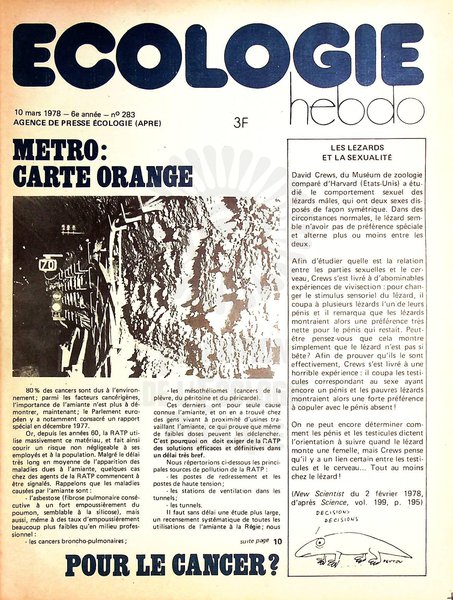 ECOLOGIE
hebdo
10 mars 1978 — 6e année — nº 283
AGENCE DE PRESSE ÉCOLOGIE (APRE)
3F
METRO:
CARTE ORANGE
70
80 % des cancers sont dus à l'environ-
nement ; parmi les facteurs cancérigènes,
l'importance de l'amiante n'est plus à dé-
montrer, maintenant ; le Parlement euro-
péen y a notamment consacré un rapport
spécial en décembre 1977.
Or, depuis les années 60, la RATP uti-
lise massivement ce matériau, et fait ainsi
courir un risque non négligeable à ses
employés et à la population. Malgré le délai
très long en moyenne de l'apparition des
maladies dues à l'amiante, quelques cas
chez des agents de la RATP commencent à
être signalés. Rappelons que les maladies
causées par l'amiante sont :
- l'asbestose (fibrose pulmonaire consé-
cutive à un fort empoussièrement du
poumon, semblable à la silicose), mais
aussi, même à des taux d'empoussièrement
beaucoup plus faibles qu'en milieu profes-
sionnel :
- les cancers broncho-pulmonaires ;
- les mésothéliomes (cancers de la
plèvre, du péritoine et du péricarde).
Ces derniers ont pour seule cause
connue l'amiante, et on en a trouvé chez
des gens vivant à proximité d'usines tra-
vaillant l'amiante, ce qui prouve que même
de faibles doses peuvent les déclencher.
C'est pourquoi on doit exiger de la RATP
des solutions efficaces et définitives dans
un délai très bref.
Nous répertorions ci-dessous les princi-
pales sources de pollution de la RATP :
- les postes de redressement et les
postes de haute tension ;
- les stations de ventilation dans les
tunnels ;
- les tunnels.
Il faut sans délai une étude plus large,
un recensement systématique de toutes les
utilisations de l'amiante à la Régie ; nous
suite page 10
POUR LE CANCER?
LES LEZARDS
ET LA SEXUALITÉ
David Crews, du Muséum de zoologie
comparé d'Harvard (Etats-Unis) a étu-
dié le comportement sexuel des
lézards mâles, qui ont deux sexes dispo-
sés de façon symétrique. Dans des
circonstances normales, le lézard sem-
ble n'avoir pas de préférence spéciale
et alterne plus ou moins entre les
deux.
Afin d'étudier quelle est la relation
entre les parties sexuelles et le cer-
veau, Crews s'est livré à d'abominables
expériences de vivisection : pour chan-
ger le stimulus sensoriel du lézard, il
coupa à plusieurs lézards l'un de leurs
pénis et il remarqua que les lézards
montraient alors une préférence très
nette pour le pénis qui restait. Peut-
être pensez-vous que cela montre
simplement que le lézard n'est pas si
bête? Afin de prouver qu'ils le sont
effectivement, Crews s'est livré à une
horrible expérience : il coupa les testi-
cules correspondant au sexe ayant
encore un pénis et les pauvres lézards
montraient alors une forte préférence
à copuler avec le pénis absent !
On ne peut encore déterminer com-
ment les pénis et les testicules dictent
l'orientation à suivre quand le lézard
monte une femelle, mais Crews pense
qu'il y a un lien certain entre les testi-
cules et le cerveau... Tout au moins
chez le lézard !
(New Scientist du 2 février 1978,
d'après Science, vol. 199, p. 195)
DECISIONS
DECISIONS